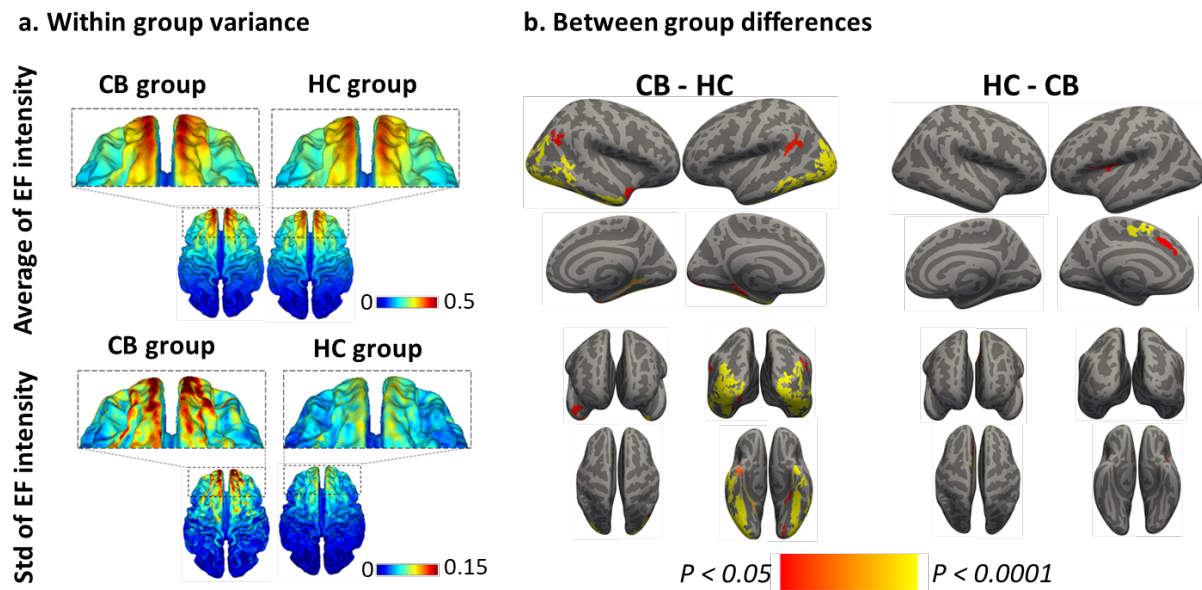 a. Within group variance
b. Between group differences
Average of EF intensity
CB group
HC group
0
0.5
Std of EF intensity
CB group
HC group
0
0.15
CB - HC
HC - CB
P < 0.05
P < 0.0001